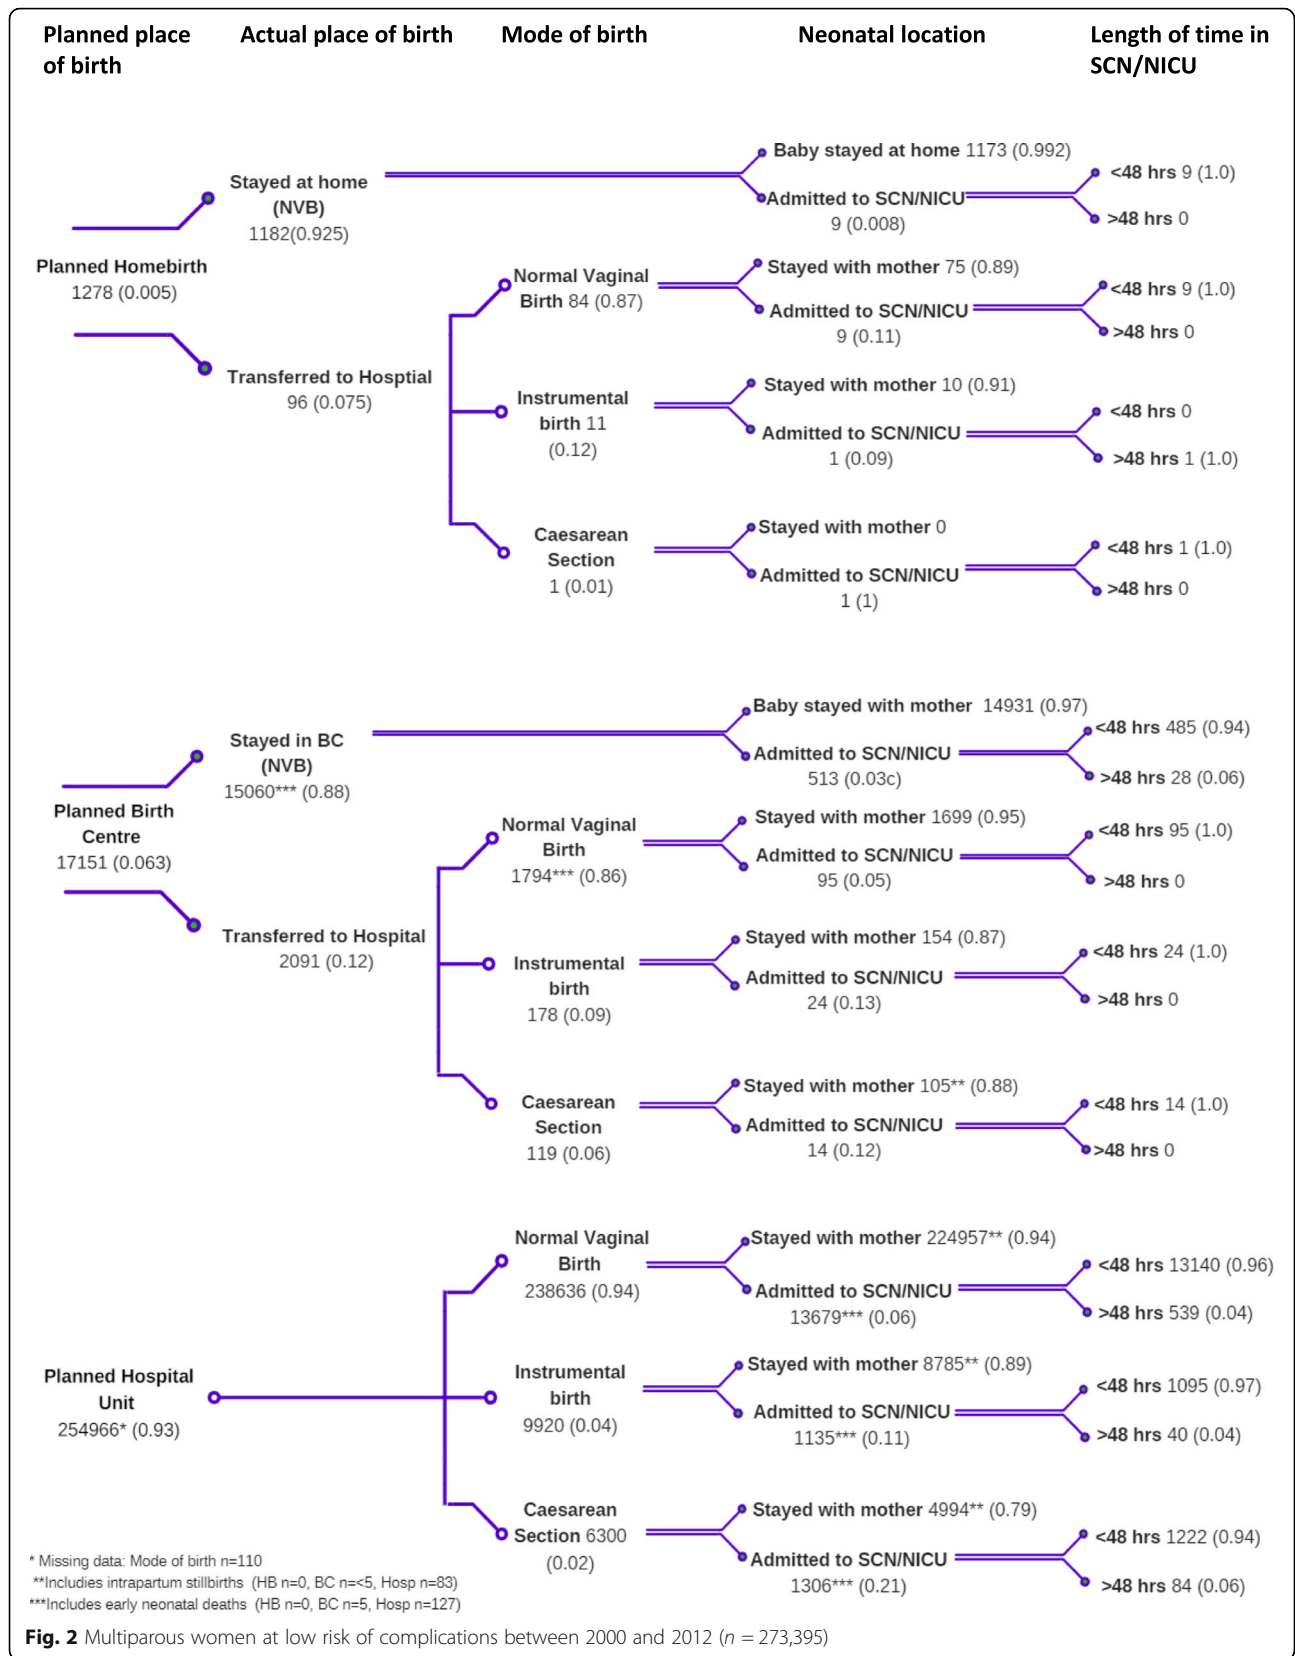 Planned place
of birth
Actual place of birth
Mode of birth
Neonatal location
Length of time in
SCN/NICU
Baby stayed at home 1173 (0.992)
<48 hrs 9 (1.0)
Stayed at home
(NVB)
1182(0.925)
Admitted to SCN/NICU
9 (0.008)
>48 hrs 0
Planned Homebirth
1278 (0.005)
Normal Vaginal
Birth 84 (0.87)
Stayed with mother 75 (0.89)
<48 hrs 9 (1.0)
Admitted to SCN/NICU
9 (0.11)
>48 hrs 0
Transferred to Hosptial
96 (0.075)
Instrumental
birth 11
(0.12)
Stayed with mother 10 (0.91)
<48 hrs 0
Admitted to SCN/NICU
1 (0.09)
>48 hrs 1 (1.0)
Caesarean
Section
1 (0.01)
Stayed with mother 0
<48 hrs 1 (1.0)
Admitted to SCN/NICU
1 (1)
>48 hrs 0
Baby stayed with mother 14931 (0.97)
<48 hrs 485 (0.94)
Stayed in BC
(NVB)
15060*** (0.88)
Admitted to SCN/NICU
513 (0.03c)
>48 hrs 28 (0.06)
Planned Birth
Centre
17151 (0.063)
Normal Vaginal
Birth
1794*** (0.86)
Stayed with mother 1699 (0.95)
<48 hrs 95 (1.0)
Admitted to SCN/NICU
95 (0.05)
>48 hrs 0
Transferred to Hospital
2091 (0.12)
Instrumental
birth
178 (0.09)
Stayed with mother 154 (0.87)
<48 hrs 24 (1.0)
Admitted to SCN/NICU
24 (0.13)
>48 hrs 0
Caesarean
Section
119 (0.06)
Stayed with mother 105** (0.88)
<48 hrs 14 (1.0)
Admitted to SCN/NICU
14 (0.12)
>48 hrs 0
Normal Vaginal
Birth
238636 (0.94)
Stayed with mother 224957** (0.94)
<48 hrs 13140 (0.96)
Admitted to SCN/NICU
13679*** (0.06)
>48 hrs 539 (0.04)
Planned Hospital
Unit
254966* (0.93)
Instrumental
birth
9920 (0.04)
Stayed with mother 8785** (0.89)
<48 hrs 1095 (0.97)
Admitted to SCN/NICU
1135*** (0.11)
>48 hrs 40 (0.04)
Caesarean
Section 6300
(0.02)
Stayed with mother 4994** (0.79)
<48 hrs 1222 (0.94)
Admitted to SCN/NICU
1306*** (0.21)
>48 hrs 84 (0.06)
* Missing data: Mode of birth n=110
**Includies intrapartum stillbirths (HB n=0, BC n=<5, Hosp n=83)
***Includes early neonatal deaths (HB n=0, BC n=5, Hosp n=127)
Fig. 2 Multiparous women at low risk of complications between 2000 and 2012 (n = 273,395)